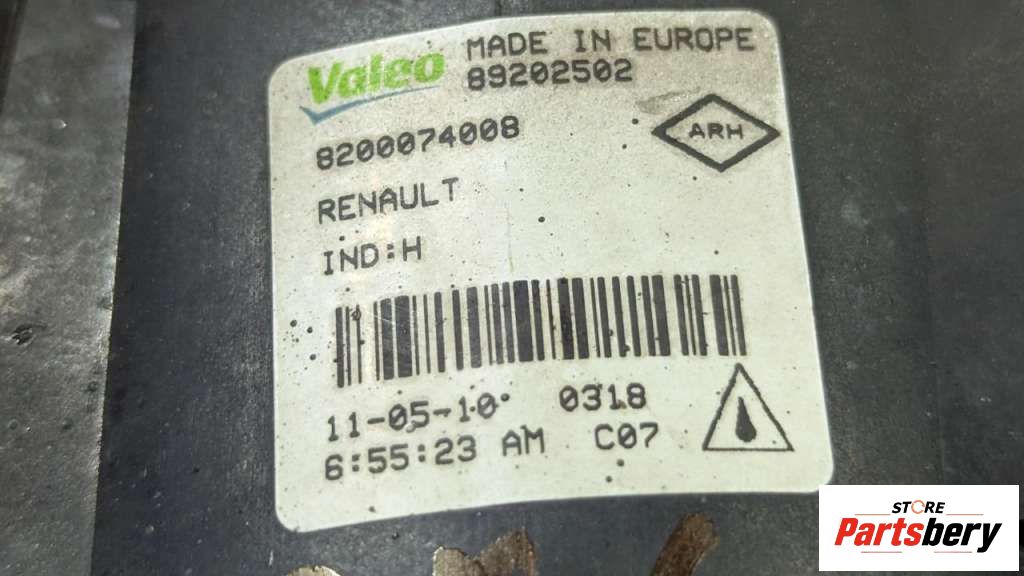 Valeo MADE IN EUROPE
89202502
8200074008
ARH
RENAULT
IND:H
11-05-10 0318
6:55:23 AM C07
STORE
Partsbery